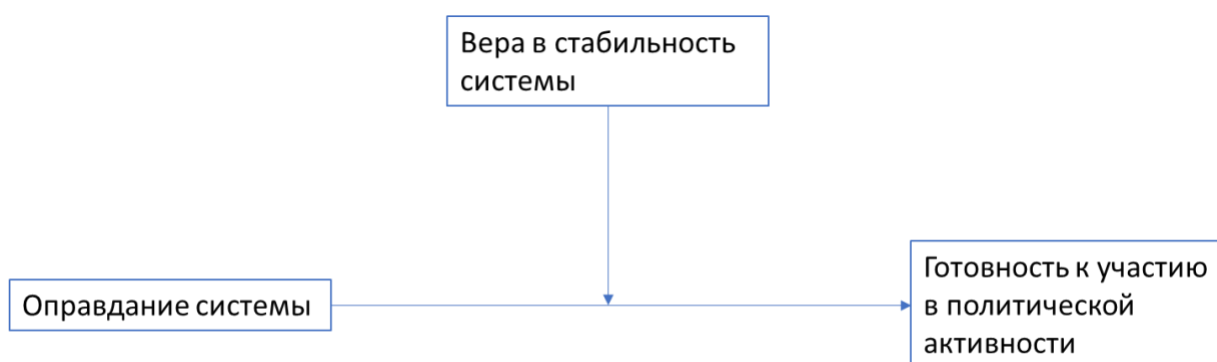 Вера в стабильность
системы
Оправдание системы
Готовность к участию
в политической
активности